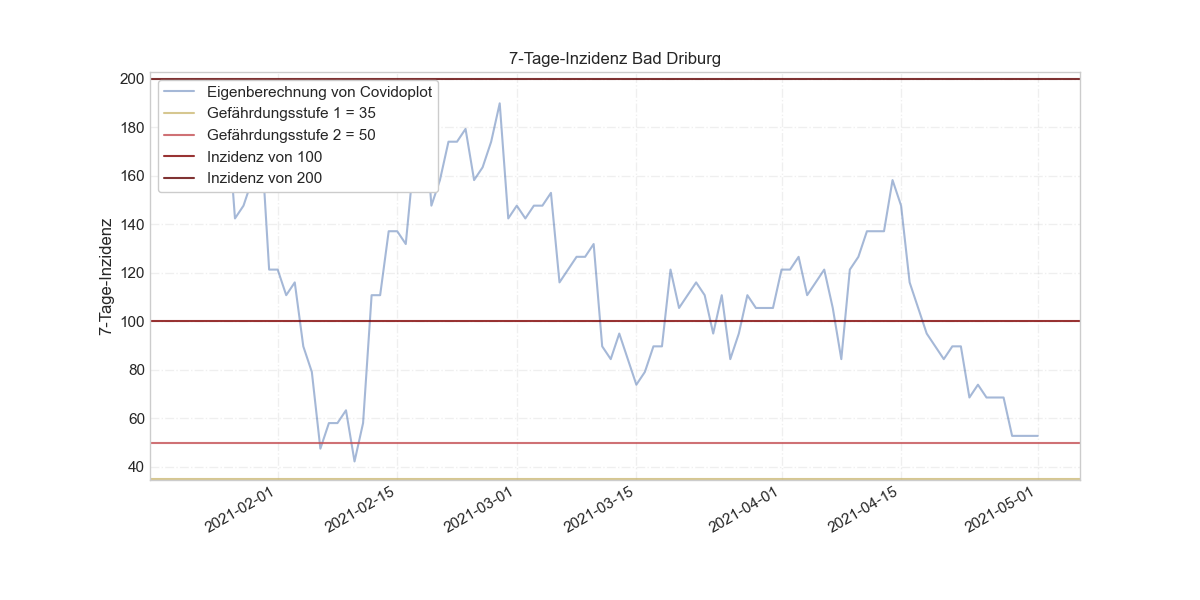 7-Tage-Inzidenz Bad Driburg
200
180
160
140
120
100
80
60
40
7-Tage-Inzidenz
Eigenberechnung von Covidoplot
Gefährdungsstufe 1 = 35
Gefährdungsstufe 2 = 50
Inzidenz von 100
Inzidenz von 200
2021-02-01
2021-02-15
2021-03-01
2021-03-15
2021-04-01
2021-04-15
2021-05-01